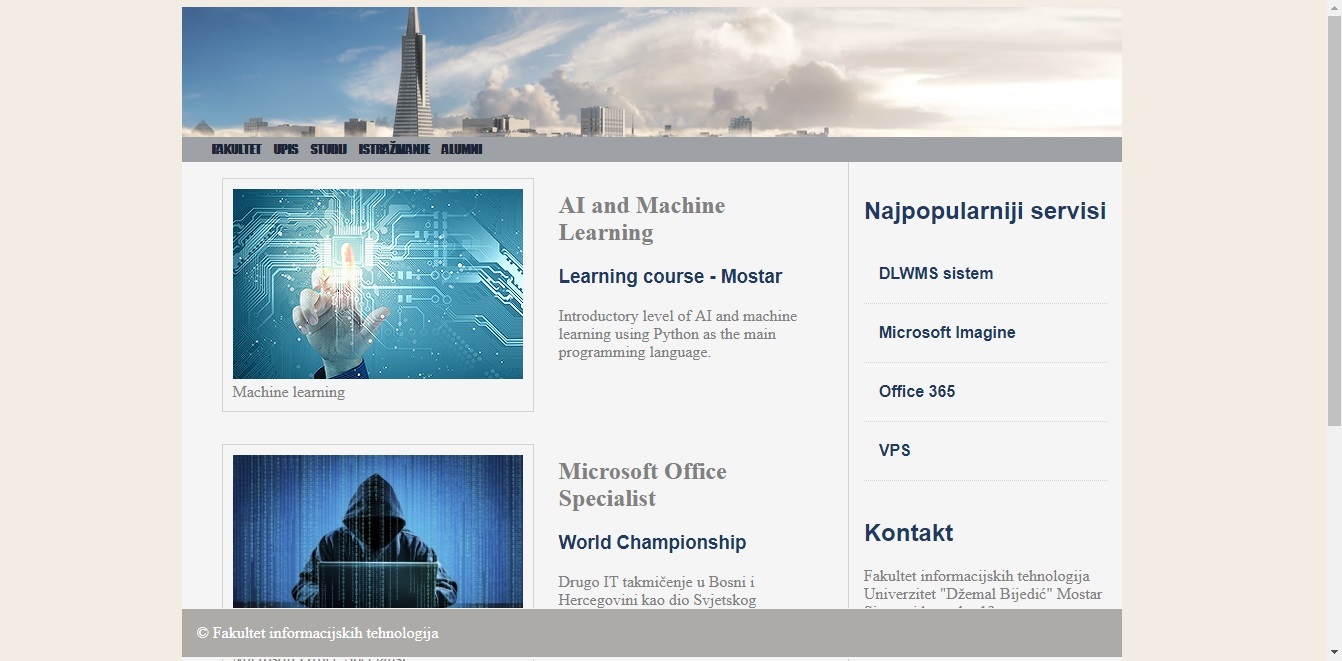 FAKULTET UPIS STUDIJ ISTRAŽIVANJE ALUMNI
Machine learning
AI and Machine
Learning
Learning course - Mostar
Introductory level of AI and machine
learning using Python as the main
programming language.
Microsoft Office
Specialist
World Championship
Drugo IT takmičenje u Bosni i
Hercegovini kao dio Svjetskog
Najpopularniji servisi
DLWMS sistem
Microsoft Imagine
Office 365
VPS
Kontakt
Fakultet informacijskih tehnologija
Univerzitet "Džemal Bijedić" Mostar
© Fakultet informacijskih tehnologija